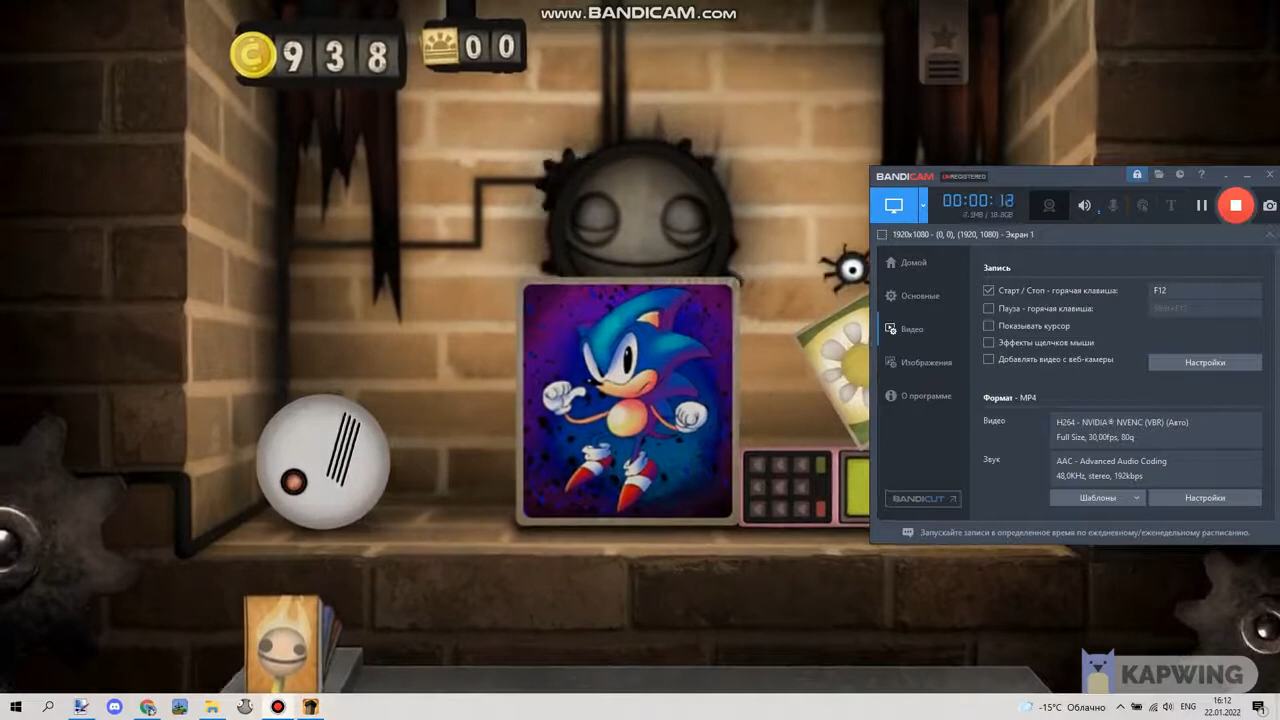 www.BANDICAM.com
C 938
00
BANDICAM UNREGISTERED
00:00:12
1920x1080 - (0, 0), (1920, 1080) - Экран 1
Домой
Основные
Видео
Изображения
О программе
BANDICUT
Запись
Старт / Стоп - горячая клавиша:
F12
Пауза - горячая клавиша:
Показывать курсор
Эффекты щелчков мыши
Добавлять видео с веб-камеры
Настройки
Формат - MP4
Видео
H264 - NVIDIA® NVENC (VBR) (Авто)
Full Size, 30,00fps, 80q
Звук
AAC - Advanced Audio Coding
48,0KHz, stereo, 192kbps
Шаблоны
Настройки
Запускайте записи в определенное время по ежедневному/еженедельному расписанию.
KAPWING
-15°C Облачно
ENG
16:12
22.01.2022